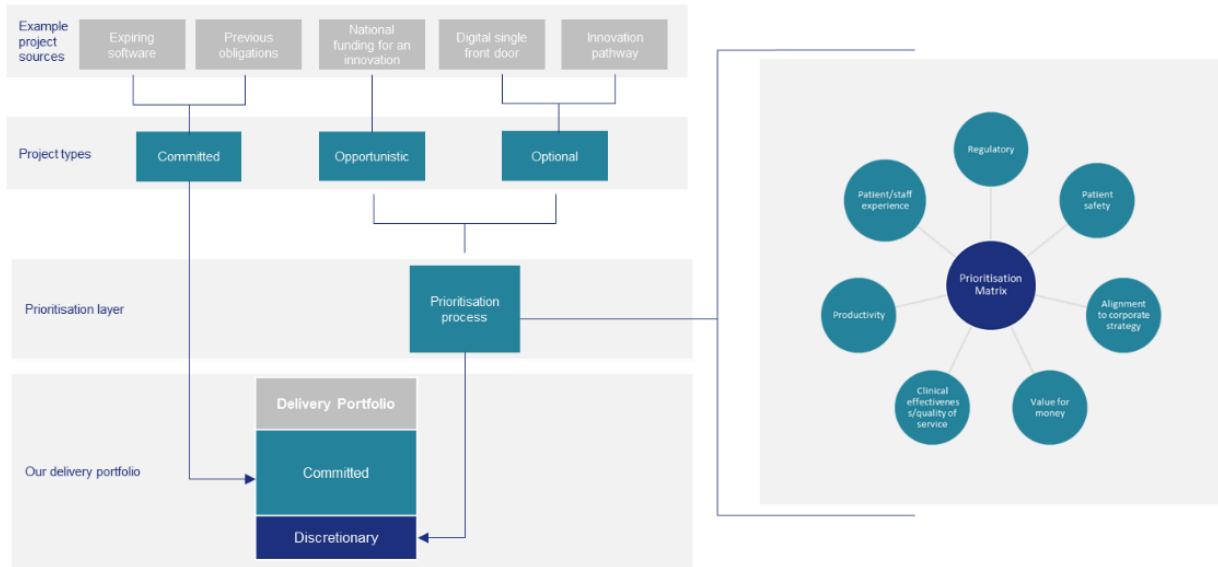 Example
project
sources
Expiring
software
Previous
obligations
National
funding for an
innovation
Digital single
front door
Innovation
pathway
Project types
Committed
Opportunistic
Optional
Prioritisation layer
Prioritisation
process
Our delivery portfolio
Delivery Portfolio
Committed
Discretionary
Prioritisation
Matrix
Regulatory
Patient
safety
Alignment
to corporate
strategy
Value for
money
Clinical
effectivenes
s/quality of
service
Productivity
Patient/staff
experience